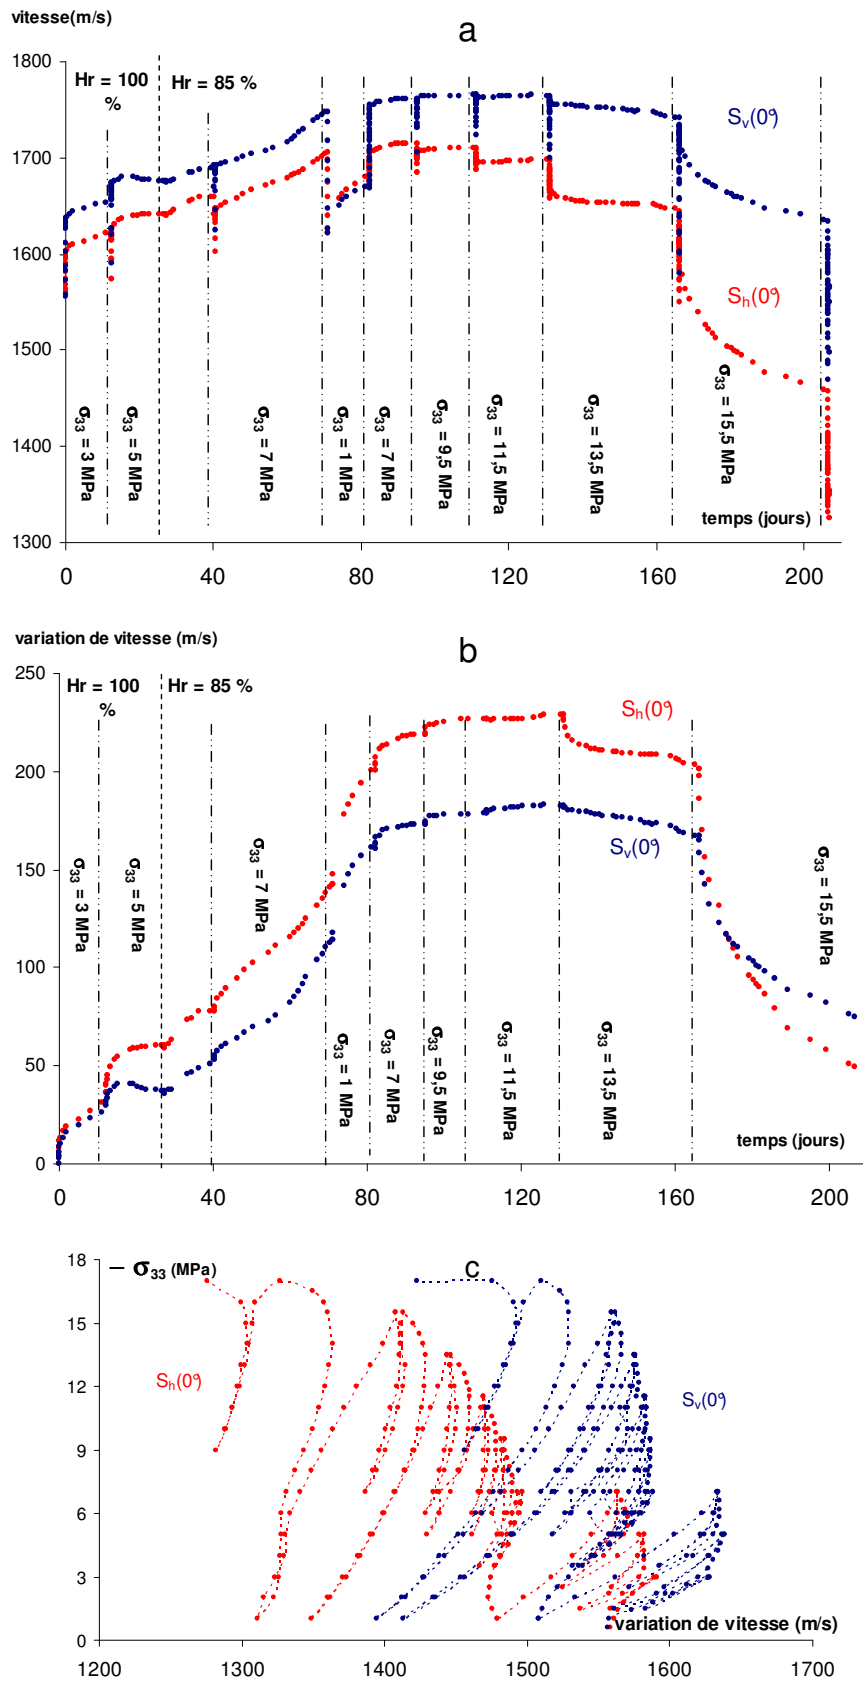 vitesse(m/s)
a
1800
1700
1600
1500
1400
1300
Hr = 100
%
Hr = 85 %
Sv(0°)
Sh(0°)
σ33 = 3 MPa
σ33 = 5 MPa
σ33 = 7 MPa
σ33 = 1 MPa
σ33 = 7 MPa
σ33 = 9,5 MPa
σ33 = 11,5 MPa
σ33 = 13,5 MPa
σ33 = 15,5 MPa
temps (jours)
0 40 80 120 160 200
variation de vitesse (m/s)
b
250
200
150
100
50
0
Hr = 100
%
Hr = 85 %
Sh(0°)
Sv(0°)
σ33 = 3 MPa
σ33 = 5 MPa
σ33 = 7 MPa
σ33 = 1 MPa
σ33 = 7 MPa
σ33 = 9,5 MPa
σ33 = 11,5 MPa
σ33 = 13,5 MPa
σ33 = 15,5 MPa
temps (jours)
0 40 80 120 160 200
− σ33 (MPa)
c
18
15
12
9
6
3
0
Sh(0°)
Sv(0°)
variation de vitesse (m/s)
1200 1300 1400 1500 1600 1700